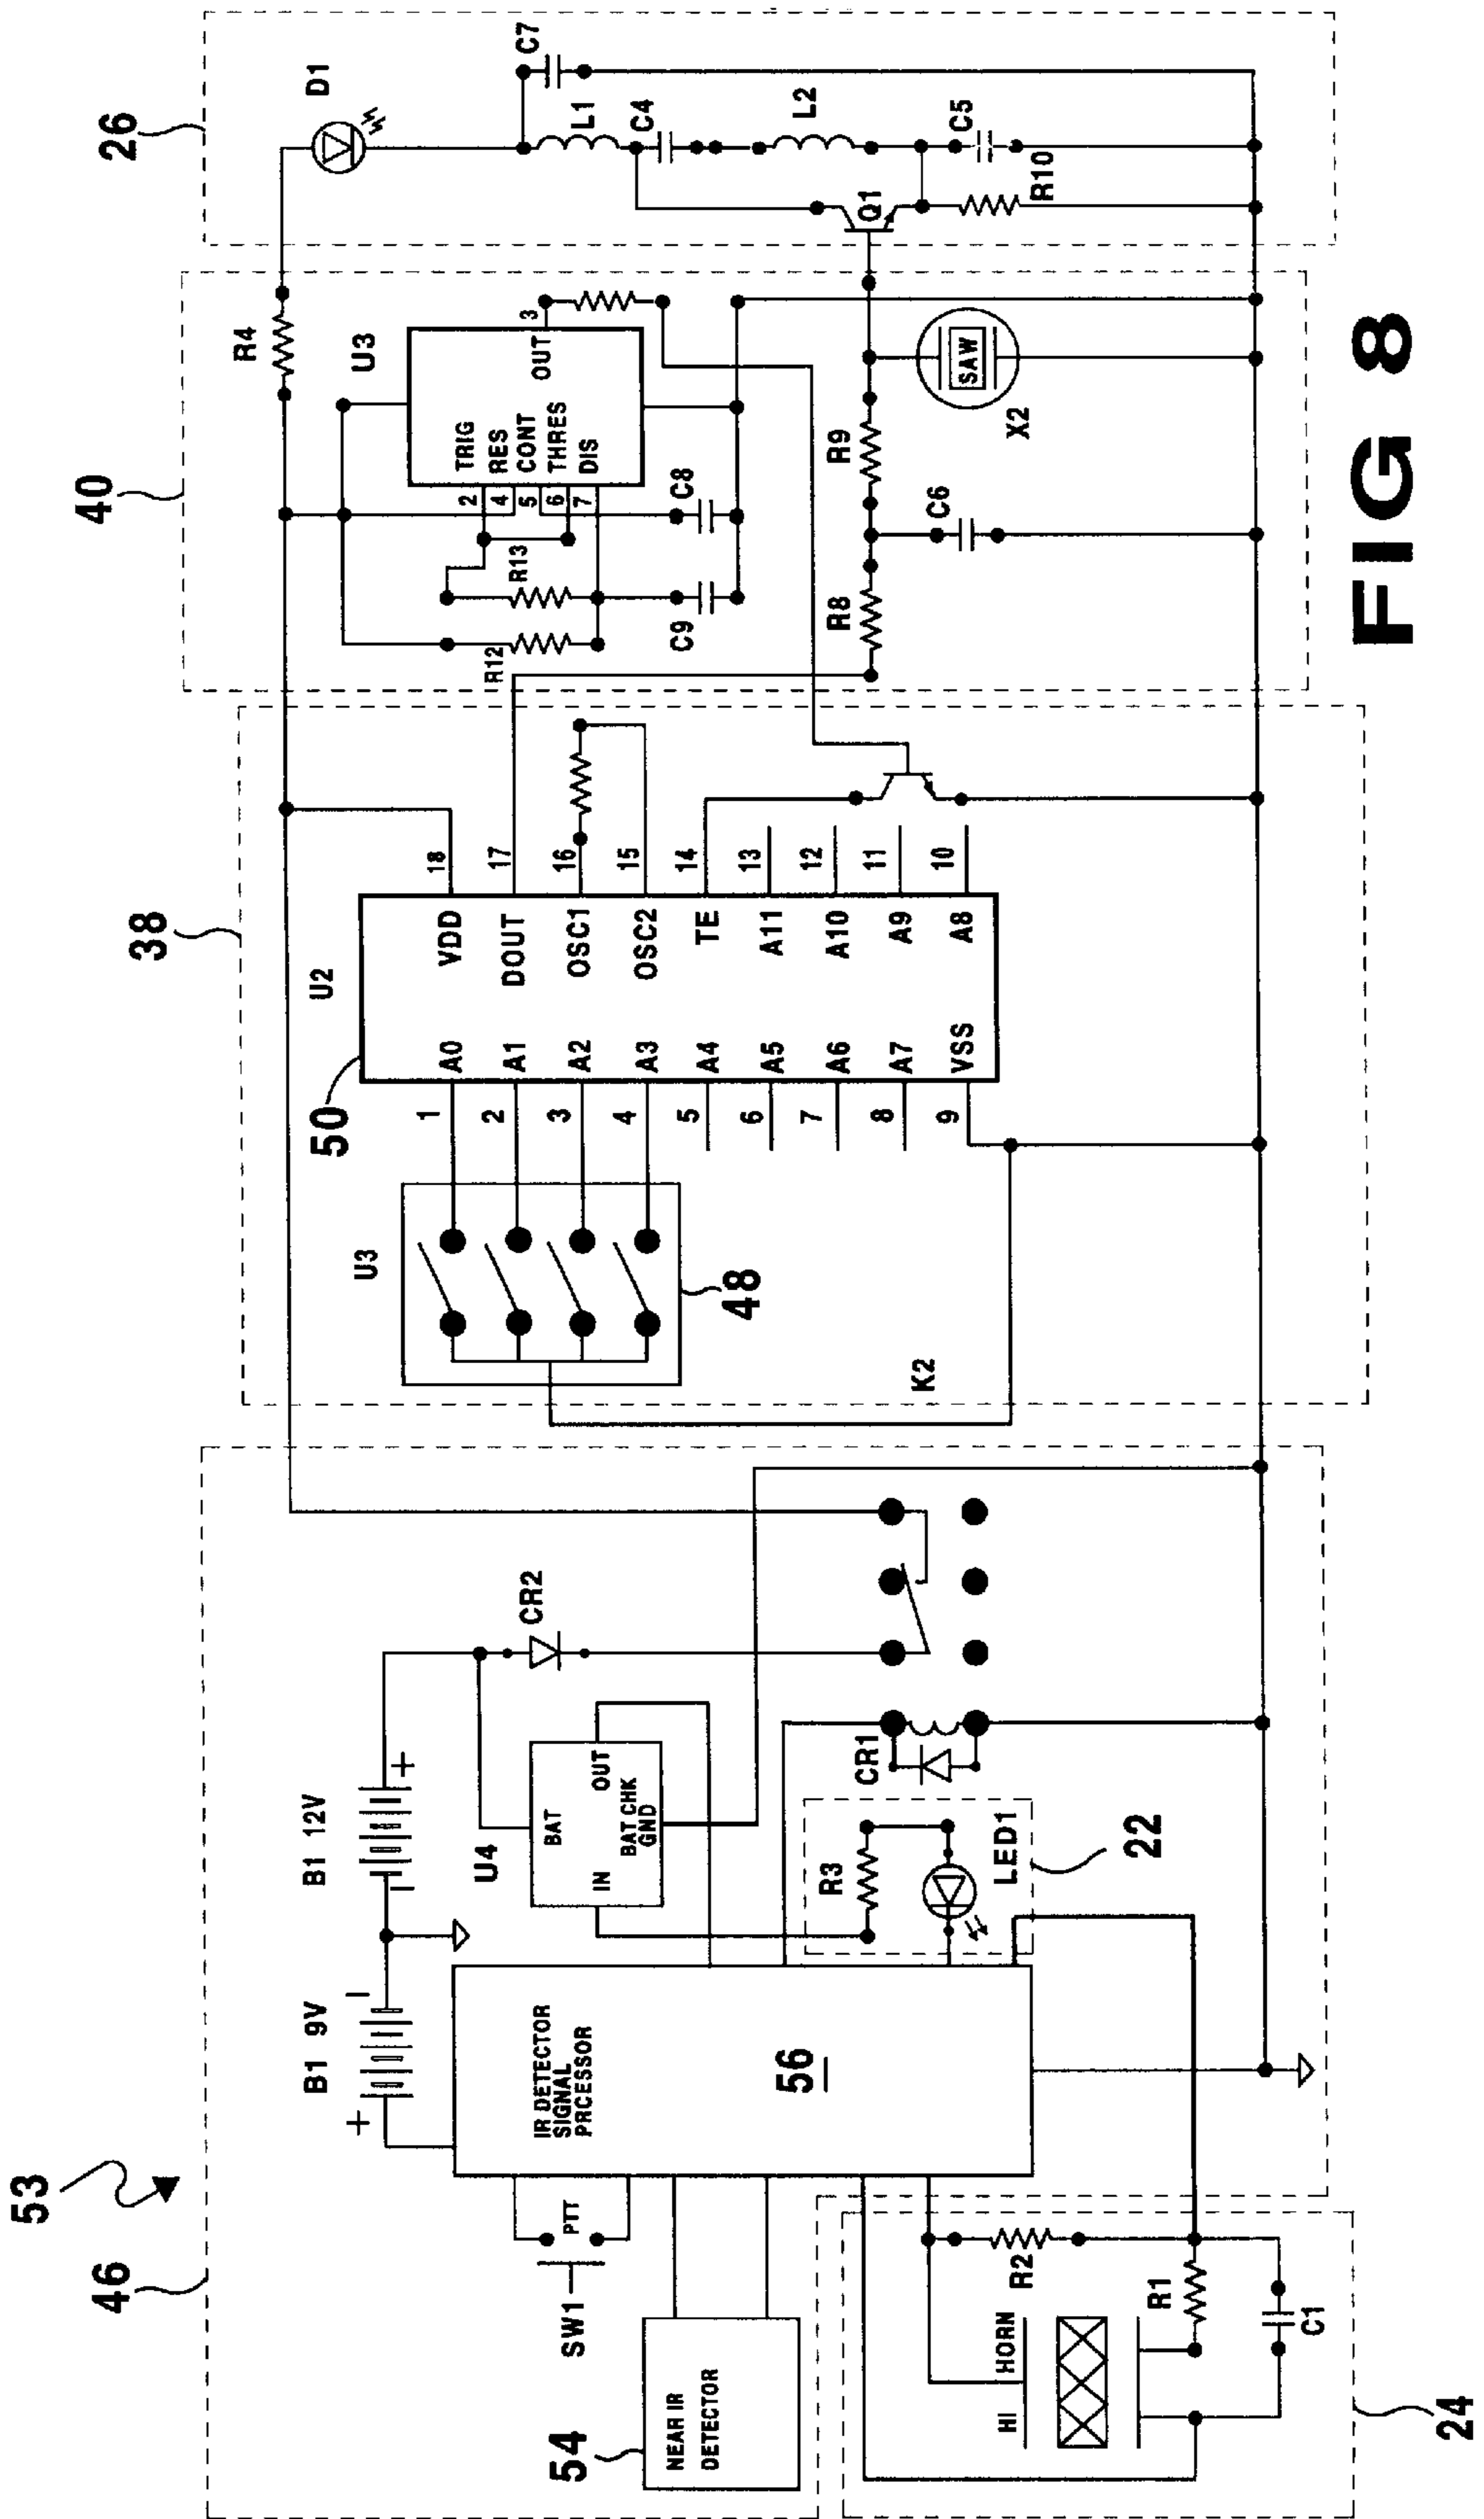 53
46
54
NEAR IR
DETECTOR
SW1
PTT
B1 9V
+
−
B1 12V
−
+
IR DETECTOR
SIGNAL
PRCESSOR
56
HI
HORN
R2
R1
C1
24
U4
BAT
IN
OUT
BAT CHK
GND
CR2
R3
LED1
22
CR1
K2
38
U3
48
50
U2
1
2
3
4
5
6
7
8
9
A0
A1
A2
A3
A4
A5
A6
A7
VSS
VDD
DOUT
OSC1
OSC2
TE
A11
A10
A9
A8
18
17
16
15
14
13
12
11
10
40
R12
R13
C9
C8
2
4
5
6
7
TRIG
RES
CONT
THRES
DIS
OUT
3
U3
R4
R8
R9
C6
X2
SAW
26
D1
C7
L1
C4
L2
Q1
C5
R10
FIG 8